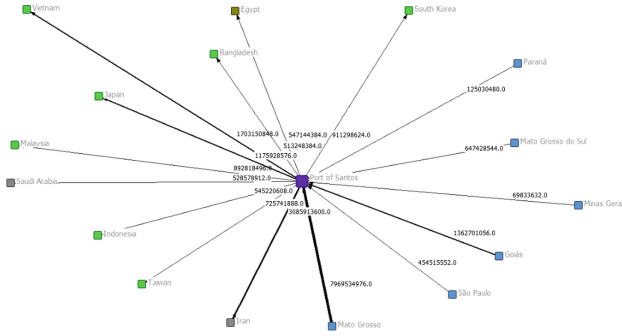 Vietnam
Egypt
South Korea
Bangladesh
Paraná
125030480.0
Japan
1703150848.0
547144384.0
911298624.0
513248384.0
Mato Grosso do Sul
647428544.0
Malaysia
1175928576.0
892818496.0
528578912.0
Port of Santos
Saudi Arabia
545220608.0
69833632.0
725741888.0
3085913600.0
Minas Gera
Indonesia
1362701056.0
Goiás
454515552.0
Taiwan
7969534976.0
São Paulo
Iran
Mato Grosso